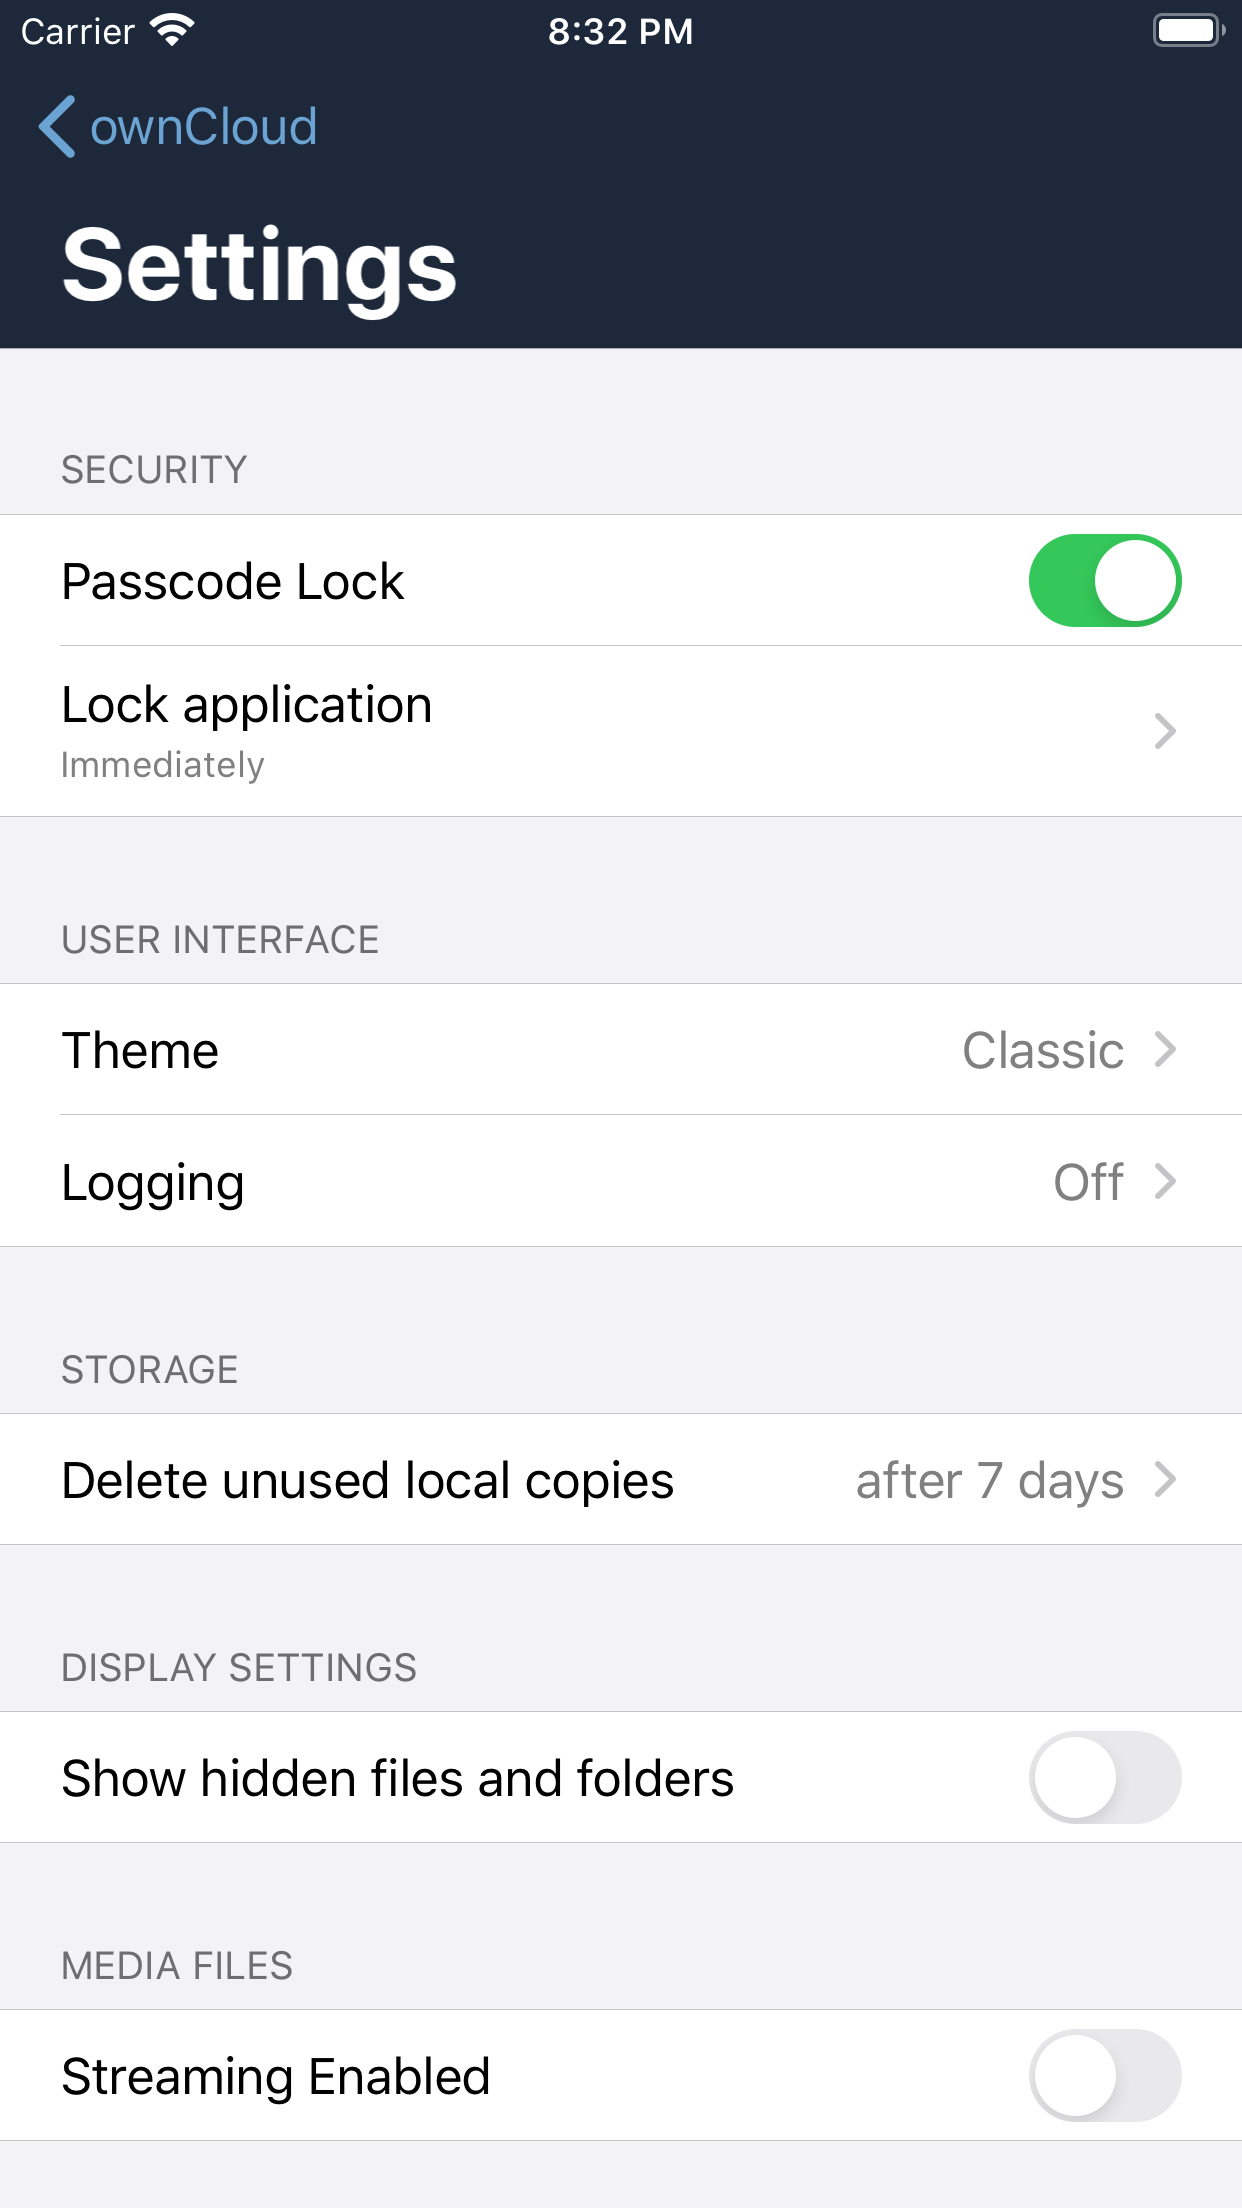 Carrier 8:32 PM
ownCloud
Settings
SECURITY
Passcode Lock
Lock application
Immediately
USER INTERFACE
Theme Classic
Logging Off
STORAGE
Delete unused local copies after 7 days
DISPLAY SETTINGS
Show hidden files and folders
MEDIA FILES
Streaming Enabled